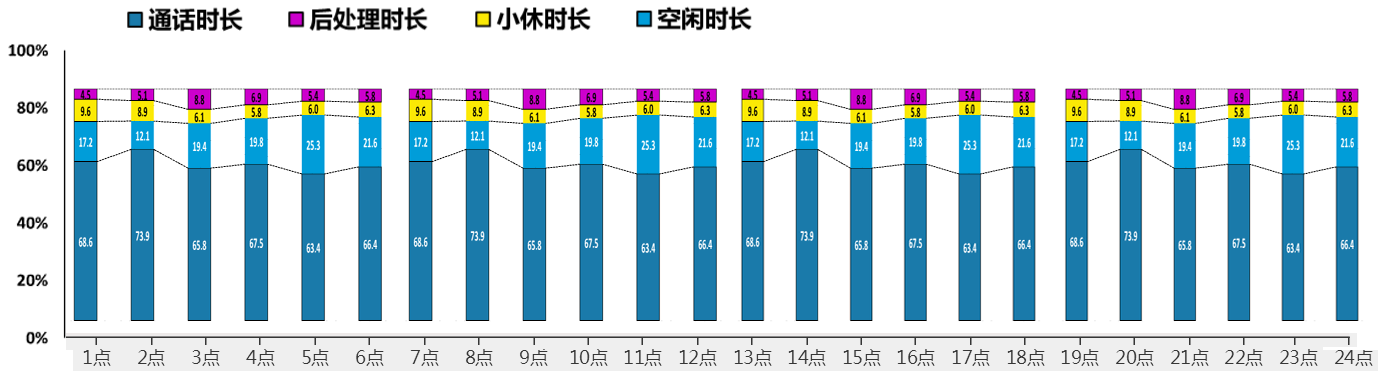 通话时长 后处理时长 小休时长 空闲时长
100%
4.5 5.1 8.8 6.9 5.4 5.8 4.5 5.1 8.8 6.9 5.4 5.8 4.5 5.1 8.8 6.9 5.4 5.8 4.5 5.1 8.8 6.9 5.4 5.8
80%
9.6 8.9 6.1 5.8 6.0 6.3 9.6 8.9 6.1 5.8 6.0 6.3 9.6 8.9 6.1 5.8 6.0 6.3 9.6 8.9 6.1 5.8 6.0 6.3
17.2 12.1 19.4 19.8 25.3 21.6 17.2 12.1 19.4 19.8 25.3 21.6 17.2 12.1 19.4 19.8 25.3 21.6 17.2 12.1 19.4 19.8 25.3 21.6
60%
40%
68.6 73.9 65.8 67.5 63.4 66.4 68.6 73.9 65.8 67.5 63.4 66.4 68.6 73.9 65.8 67.5 63.4 66.4 68.6 73.9 65.8 67.5 63.4 66.4
20%
0%
1点 2点 3点 4点 5点 6点 7点 8点 9点 10点 11点 12点 13点 14点 15点 16点 17点 18点 19点 20点 21点 22点 23点 24点